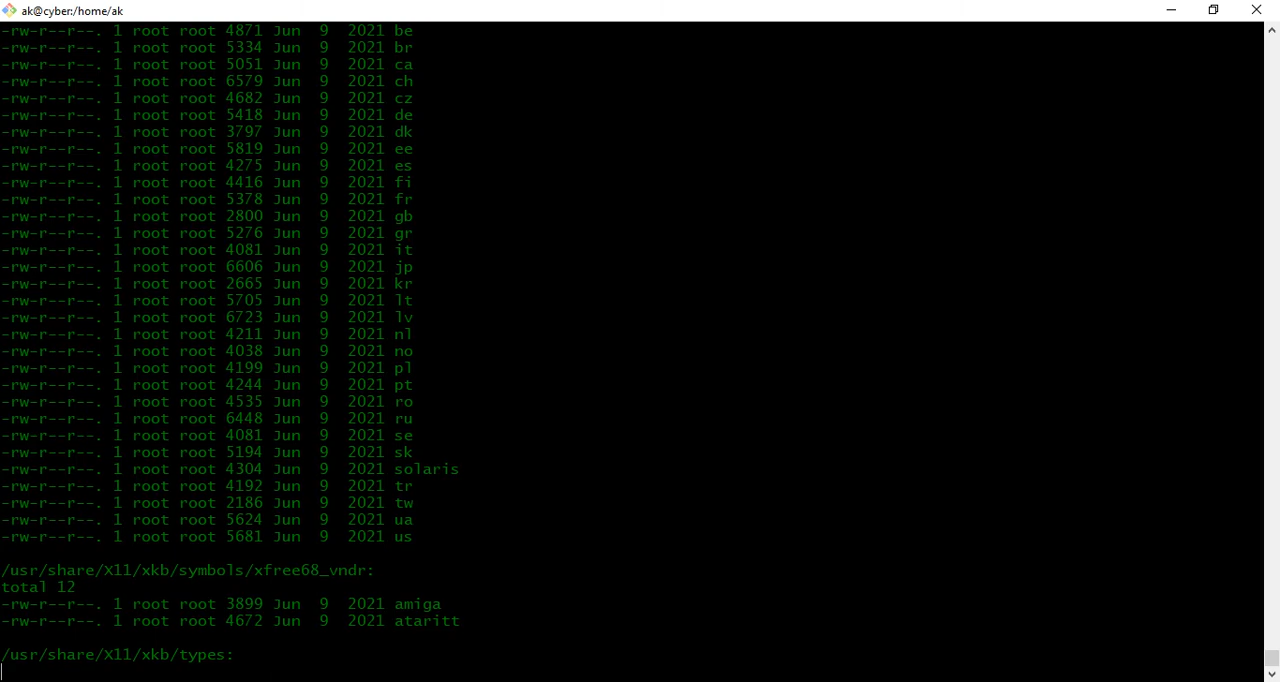 ak@cyber:/home/ak
-rw-r--r--. 1 root root 4871 Jun  9  2021 be
-rw-r--r--. 1 root root 5334 Jun  9  2021 br
-rw-r--r--. 1 root root 5051 Jun  9  2021 ca
-rw-r--r--. 1 root root 6579 Jun  9  2021 ch
-rw-r--r--. 1 root root 4682 Jun  9  2021 cz
-rw-r--r--. 1 root root 5418 Jun  9  2021 de
-rw-r--r--. 1 root root 3797 Jun  9  2021 dk
-rw-r--r--. 1 root root 5819 Jun  9  2021 ee
-rw-r--r--. 1 root root 4275 Jun  9  2021 es
-rw-r--r--. 1 root root 4416 Jun  9  2021 fi
-rw-r--r--. 1 root root 5378 Jun  9  2021 fr
-rw-r--r--. 1 root root 2800 Jun  9  2021 gb
-rw-r--r--. 1 root root 5276 Jun  9  2021 gr
-rw-r--r--. 1 root root 4081 Jun  9  2021 it
-rw-r--r--. 1 root root 6606 Jun  9  2021 jp
-rw-r--r--. 1 root root 2665 Jun  9  2021 kr
-rw-r--r--. 1 root root 5705 Jun  9  2021 lt
-rw-r--r--. 1 root root 6723 Jun  9  2021 lv
-rw-r--r--. 1 root root 4211 Jun  9  2021 nl
-rw-r--r--. 1 root root 4038 Jun  9  2021 no
-rw-r--r--. 1 root root 4199 Jun  9  2021 pl
-rw-r--r--. 1 root root 4244 Jun  9  2021 pt
-rw-r--r--. 1 root root 4535 Jun  9  2021 ro
-rw-r--r--. 1 root root 6448 Jun  9  2021 ru
-rw-r--r--. 1 root root 4081 Jun  9  2021 se
-rw-r--r--. 1 root root 5194 Jun  9  2021 sk
-rw-r--r--. 1 root root 4304 Jun  9  2021 solaris
-rw-r--r--. 1 root root 4192 Jun  9  2021 tr
-rw-r--r--. 1 root root 2186 Jun  9  2021 tw
-rw-r--r--. 1 root root 5624 Jun  9  2021 ua
-rw-r--r--. 1 root root 5681 Jun  9  2021 us
/usr/share/X11/xkb/symbols/xfree68_vndr:
total 12
-rw-r--r--. 1 root root 3899 Jun  9  2021 amiga
-rw-r--r--. 1 root root 4672 Jun  9  2021 ataritt
/usr/share/X11/xkb/types: